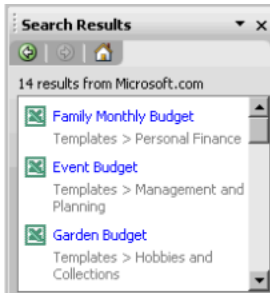 Search Results
14 results from Microsoft.com
Family Monthly Budget
Templates > Personal Finance
Event Budget
Templates > Management and
Planning
Garden Budget
Templates > Hobbies and
Collections